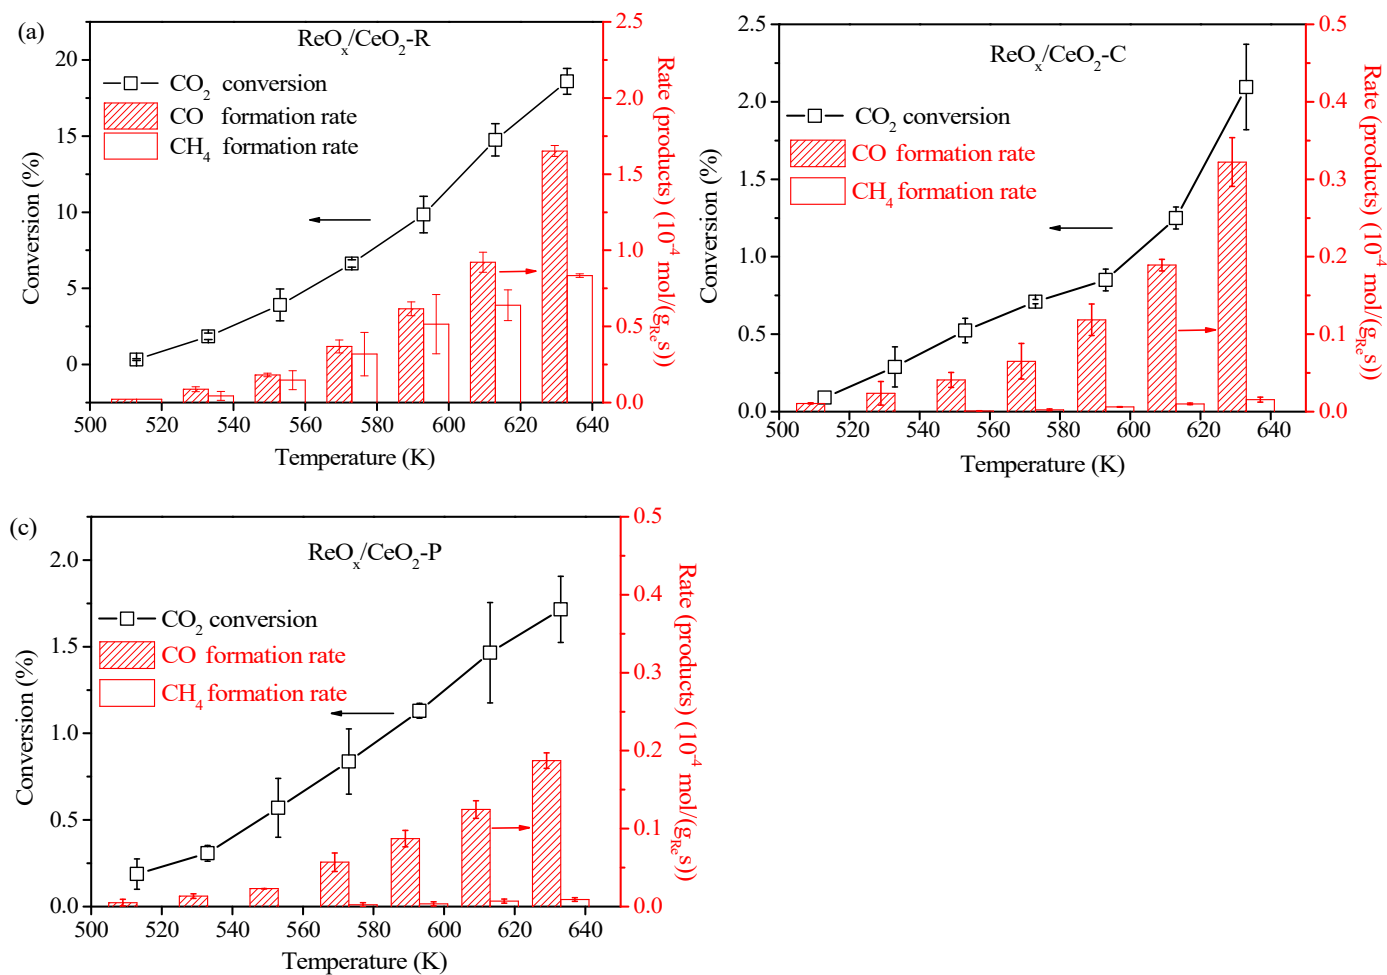 (a)
ReOx/CeO2-R
CO2 conversion
CO formation rate
CH4 formation rate
Conversion (%)
20
15
10
5
0
2.5
2.0
1.5
1.0
0.5
0.0
Rate (products) (10-4 mol/(gRe s))
500 520 540 560 580 600 620 640
Temperature (K)
ReOx/CeO2-C
CO2 conversion
CO formation rate
CH4 formation rate
Conversion (%)
2.5
2.0
1.5
1.0
0.5
0.0
0.5
0.4
0.3
0.2
0.1
0.0
Rate (products) (10-4 mol/(gRe s))
500 520 540 560 580 600 620 640
Temperature (K)
(c)
ReOx/CeO2-P
CO2 conversion
CO formation rate
CH4 formation rate
Conversion (%)
2.0
1.5
1.0
0.5
0.0
0.5
0.4
0.3
0.2
0.1
0.0
Rate (products) (10-4 mol/(gRe s))
500 520 540 560 580 600 620 640
Temperature (K)